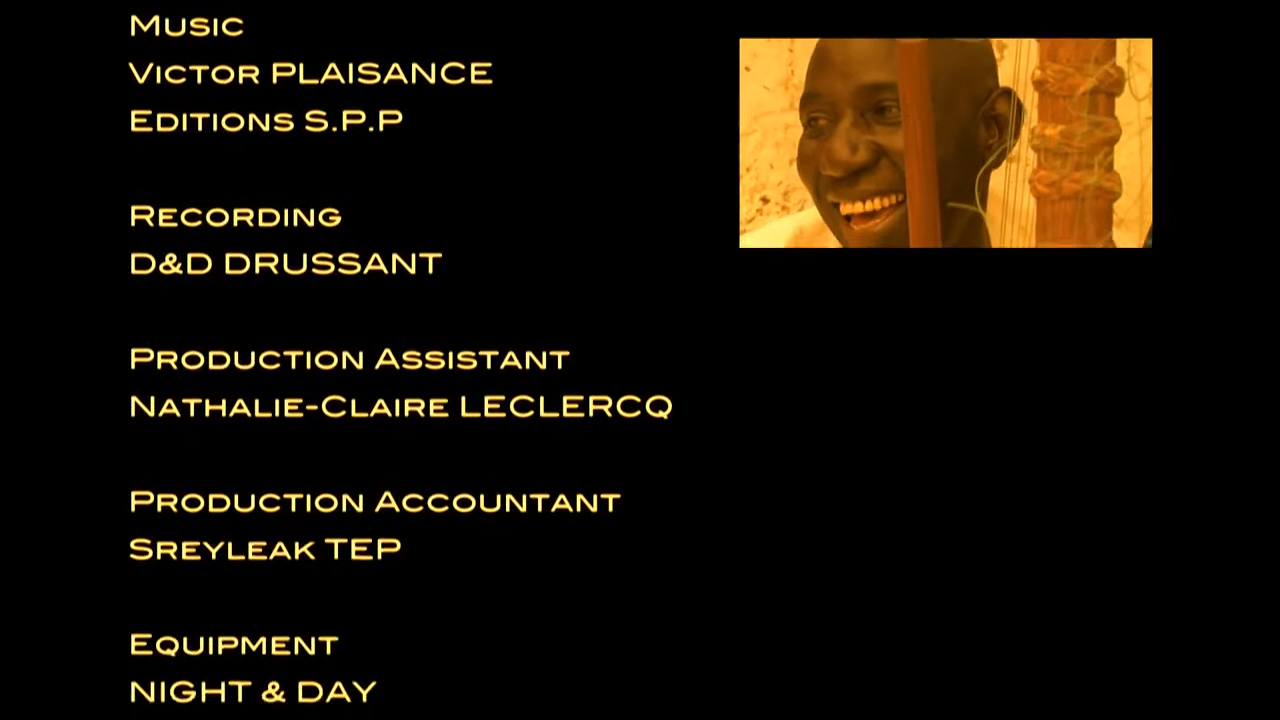 Music
Victor PLAISANCE
Editions S.P.P
Recording
D&D DRUSSANT
Production Assistant
Nathalie-Claire LECLERCQ
Production Accountant
Sreyleak TEP
Equipment
NIGHT & DAY